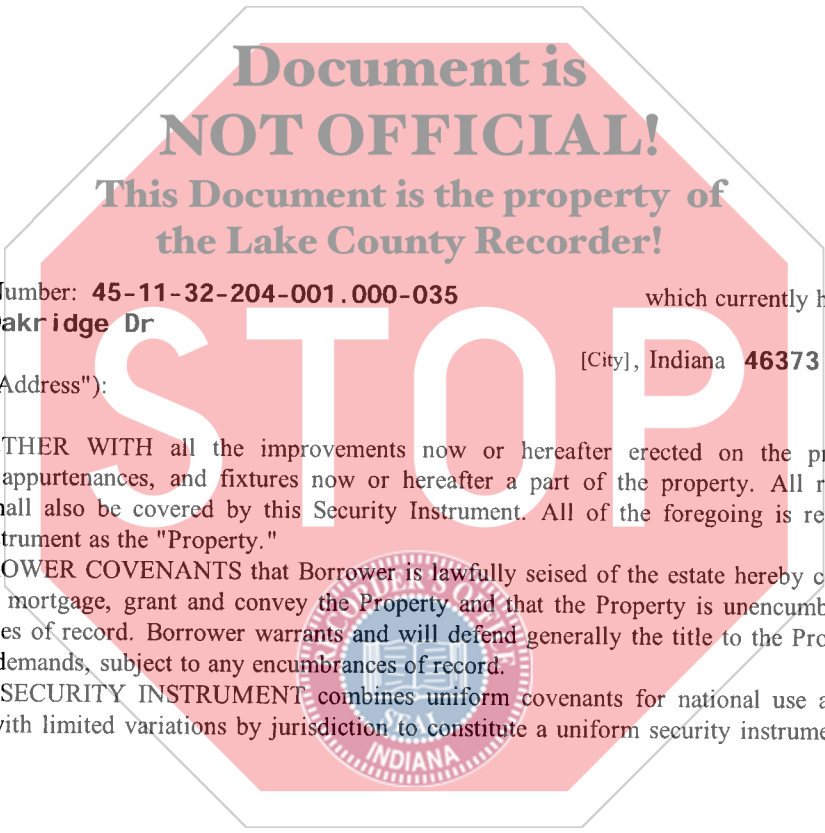 Document is
NOT OFFICIAL!
This Document is the property of
the Lake County Recorder!
umber: 45-11-32-204-001.000-035 which currently h
akridge Dr
[City], Indiana 46373
Address"):
STOP
THER WITH all the improvements now or hereafter erected on the pr
appurtenances, and fixtures now or hereafter a part of the property. All r
hall also be covered by this Security Instrument. All of the foregoing is re
trument as the "Property."
OWER COVENANTS that Borrower is lawfully seised of the estate hereby c
mortgage, grant and convey the Property and that the Property is unencumb
es of record. Borrower warrants and will defend generally the title to the Pro
demands, subject to any encumbrances of record.
SECURITY INSTRUMENT combines uniform covenants for national use a
with limited variations by jurisdiction to constitute a uniform security instrume
RECORDER'S OFFICE
SEAL
INDIANA